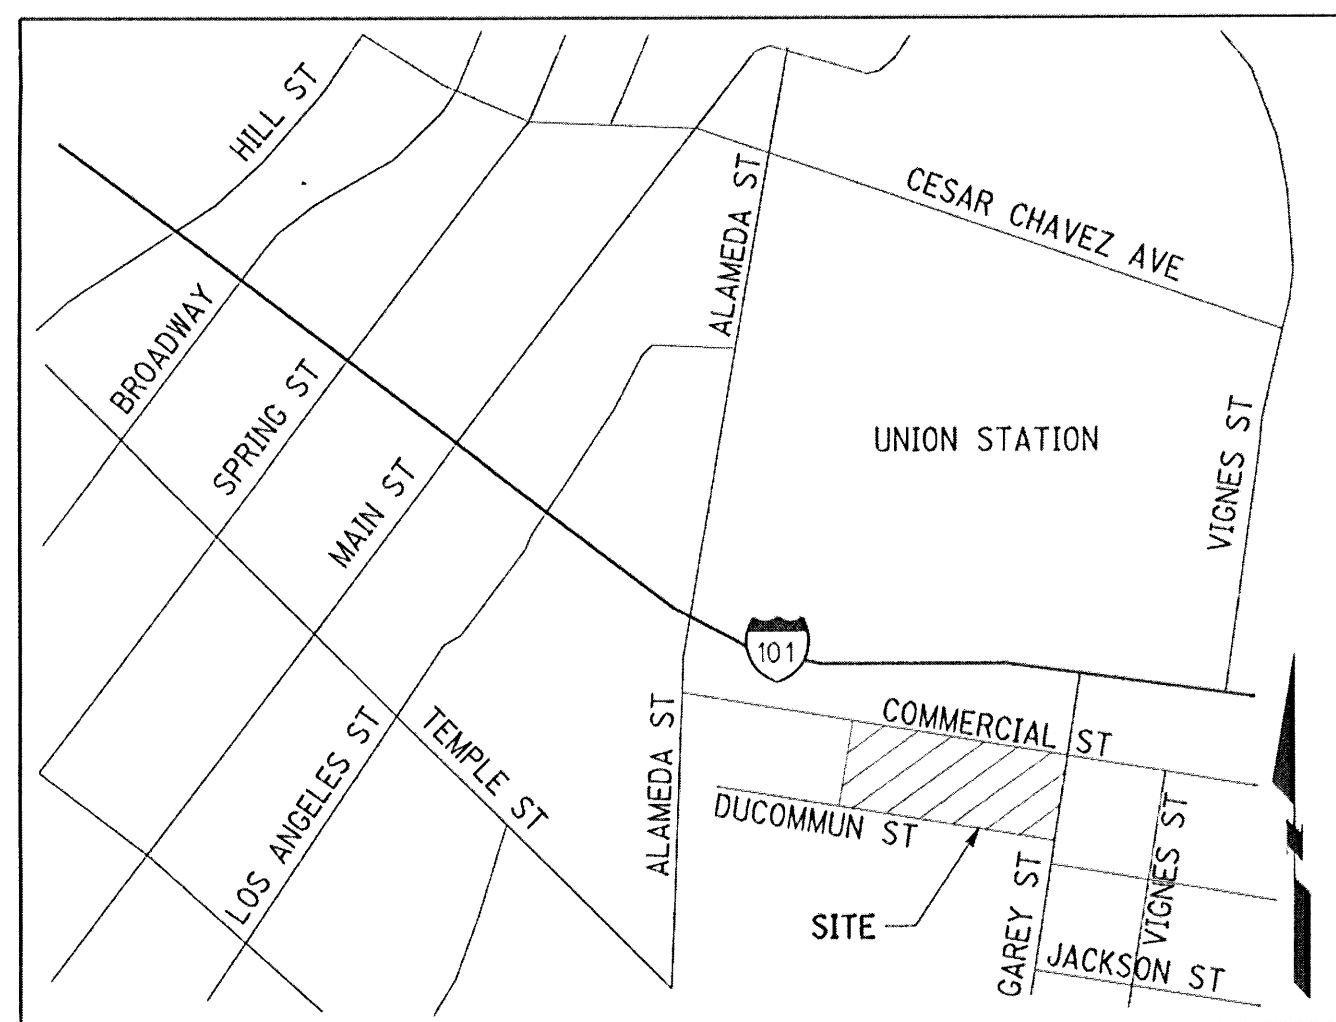 HILL ST
CESAR CHAVEZ AVE
ALAMEDA ST
BROADWAY
SPRING ST
MAIN ST
UNION STATION
VIGNES ST
101
LOS ANGELES ST
TEMPLE ST
ALAMEDA ST
COMMERCIAL ST
DUCOMMUN ST
SITE
GAREY ST
VIGNES ST
JACKSON ST